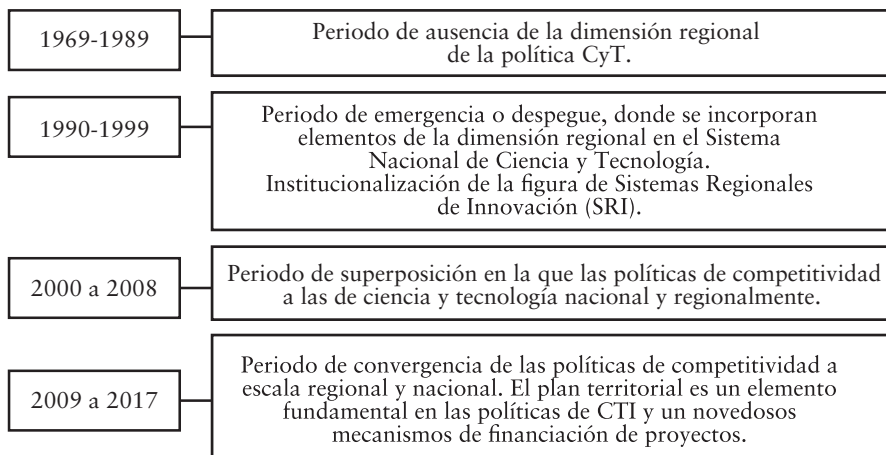 1969-1989
Periodo de ausencia de la dimensión regional
de la política CyT.
1990-1999
Periodo de emergencia o despegue, donde se incorporan
elementos de la dimensión regional en el Sistema
Nacional de Ciencia y Tecnología.
Institucionalización de la figura de Sistemas Regionales
de Innovación (SRI).
2000 a 2008
Periodo de superposición en la que las políticas de competitividad
a las de ciencia y tecnología nacional y regionalmente.
2009 a 2017
Periodo de convergencia de las políticas de competitividad a
escala regional y nacional. El plan territorial es un elemento
fundamental en las políticas de CTI y un novedosos
mecanismos de financiación de proyectos.